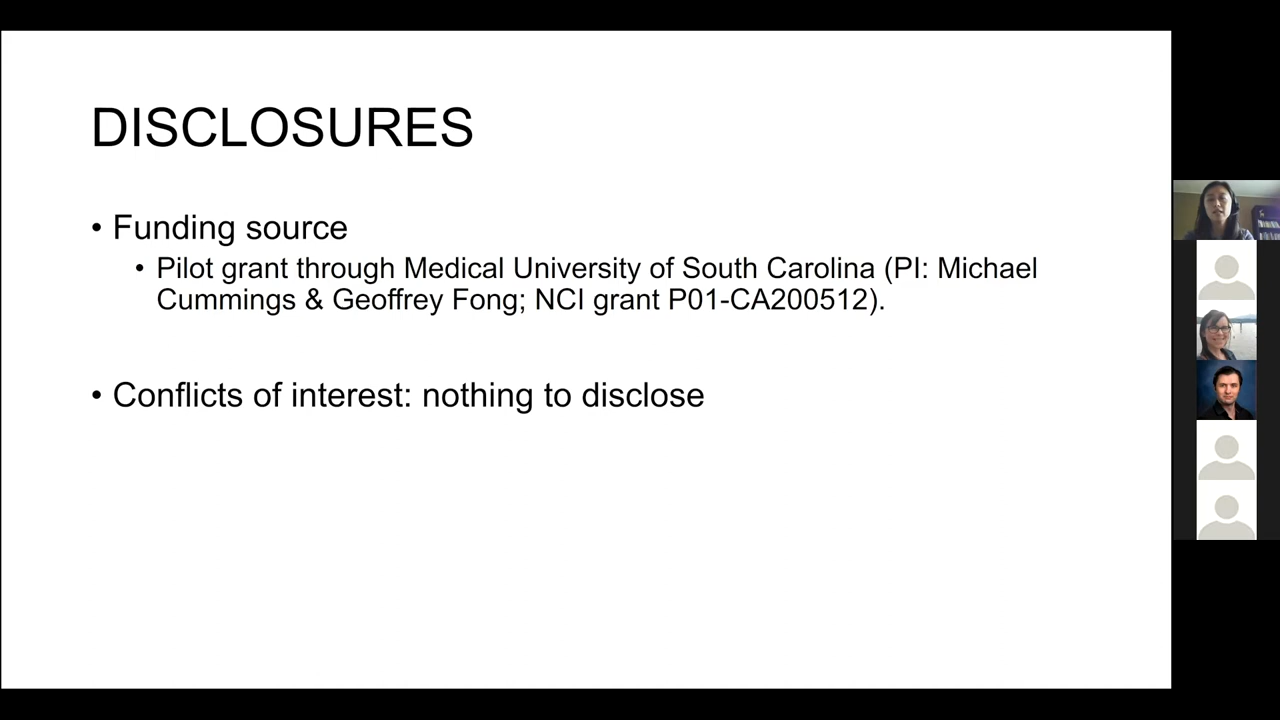 DISCLOSURES
• Funding source
• Pilot grant through Medical University of South Carolina (PI: Michael
Cummings & Geoffrey Fong; NCI grant P01-CA200512).
• Conflicts of interest: nothing to disclose